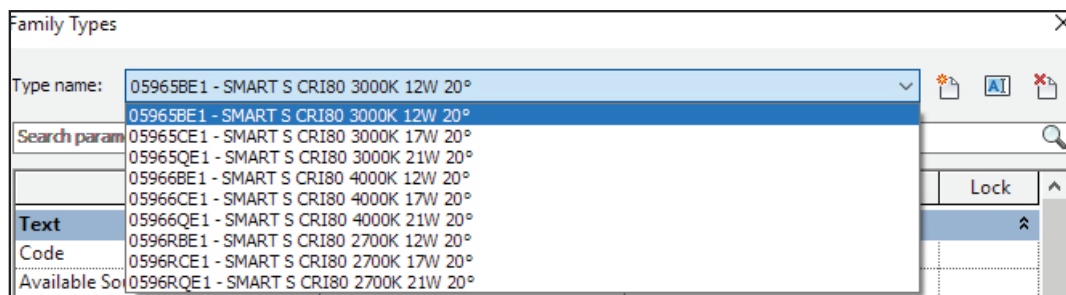 Family Types
Type name: 05965BE1 - SMART S CRI80 3000K 12W 20°
05965BE1 - SMART S CRI80 3000K 12W 20°
Search param 05965CE1 - SMART S CRI80 3000K 17W 20°
05965QE1 - SMART S CRI80 3000K 21W 20°
05966BE1 - SMART S CRI80 4000K 12W 20°
05966CE1 - SMART S CRI80 4000K 17W 20° Lock
Text 05966QE1 - SMART S CRI80 4000K 21W 20°
0596RBE1 - SMART S CRI80 2700K 12W 20°
Code 0596RCE1 - SMART S CRI80 2700K 17W 20°
Available So 0596RQE1 - SMART S CRI80 2700K 21W 20°